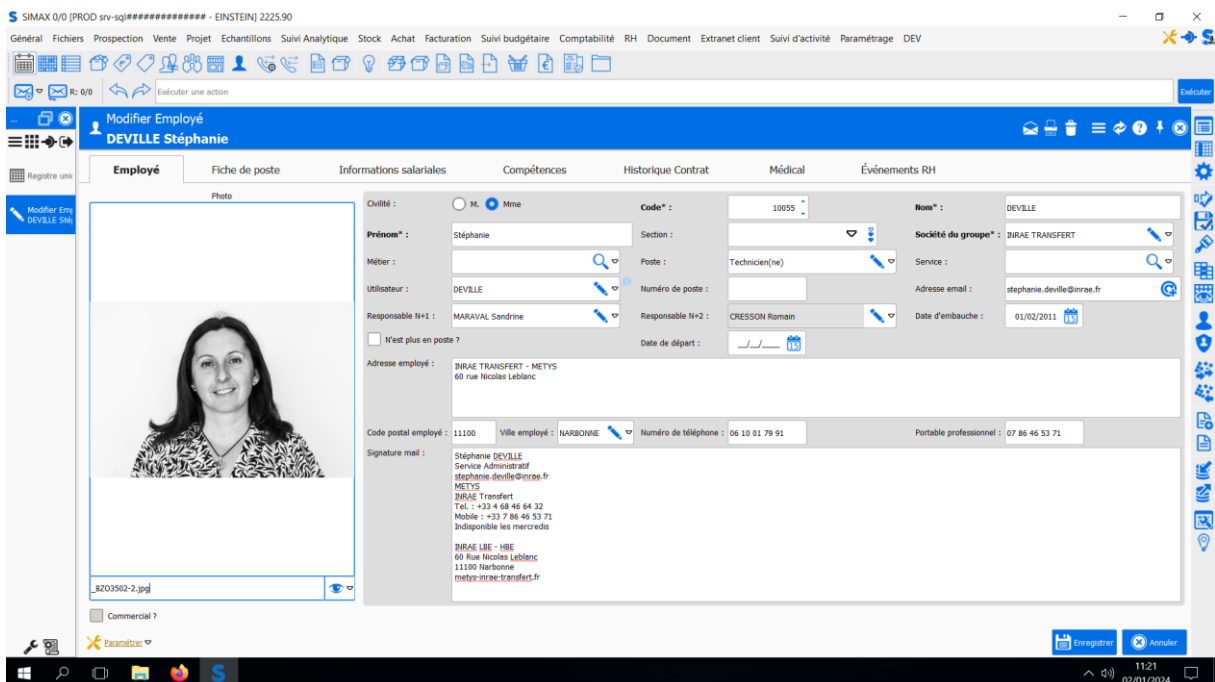 SIMAX 0/0 [PROD srv-sql############## - EINSTEIN] 2225.90
Général Fichiers Prospection Vente Projet Echantillons Suivi Analytique Stock Achat Facturation Suivi budgétaire Comptabilité RH Document Extranet client Suivi d'activité Paramétrage DEV
R: 0/0 Exécuter une action Exécuter
... Modifier Employé
DEVILLE Stéphanie
Registre uni
Modifier Emp
DEVILLE Sté
Employé Fiche de poste Informations salariales Compétences Historique Contrat Médical Événements RH
Photo
Civilité : M. Mme Code* : 10055 Nom* : DEVILLE
Prénom* : Stéphanie Section : Société du groupe* : INRAE TRANSFERT
Métier : Poste : Technicien(ne) Service :
Utilisateur : DEVILLE Numéro de poste : Adresse email : stephanie.deville@inrae.fr
Responsable N+1 : MARAVAL Sandrine Responsable N+2 : CRESSON Romain Date d'embauche : 01/02/2011
N'est plus en poste ? Date de départ : __/__/____
Adresse employé : INRAE TRANSFERT - METYS
60 rue Nicolas Leblanc
Code postal employé : 11100 Ville employé : NARBONNE Numéro de téléphone : 06 10 01 79 91 Portable professionnel : 07 86 46 53 71
Signature mail : Stéphanie DEVILLE
Service Administratif
stephanie.deville@inrae.fr
METYS
INRAE Transfert
Tel. : +33 4 68 46 64 32
Mobile : +33 7 86 46 53 71
Indisponible les mercredis
INRAE LBE - HBE
60 Rue Nicolas Leblanc
11100 Narbonne
metys-inrae-transfert.fr
_BZO3502-2.jpg
Commercial ?
Paramétrer Enregistrer Annuler
11:21
02/01/2024